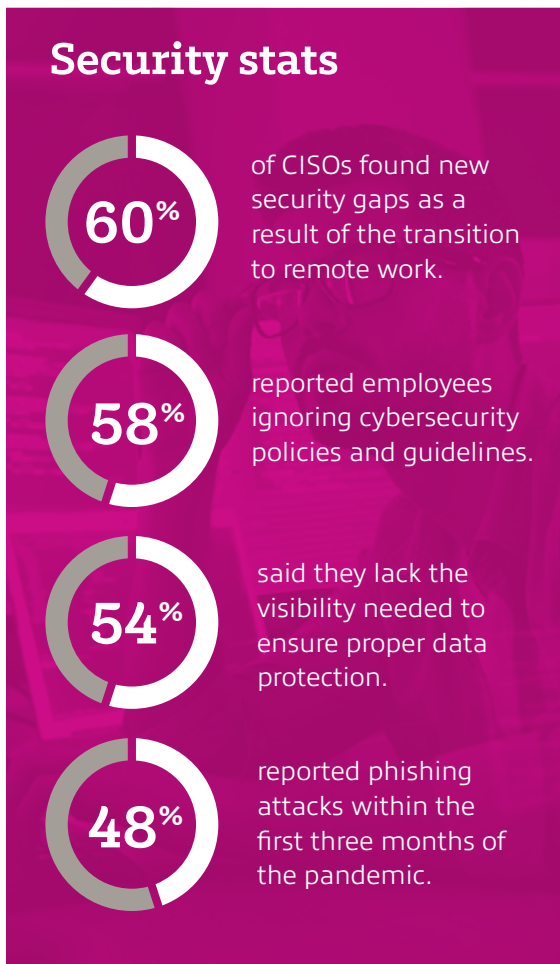 Security stats
60%
of CISOs found new
security gaps as a
result of the transition
to remote work.
58%
reported employees
ignoring cybersecurity
policies and guidelines.
54%
said they lack the
visibility needed to
ensure proper data
protection.
48%
reported phishing
attacks within the
first three months of
the pandemic.